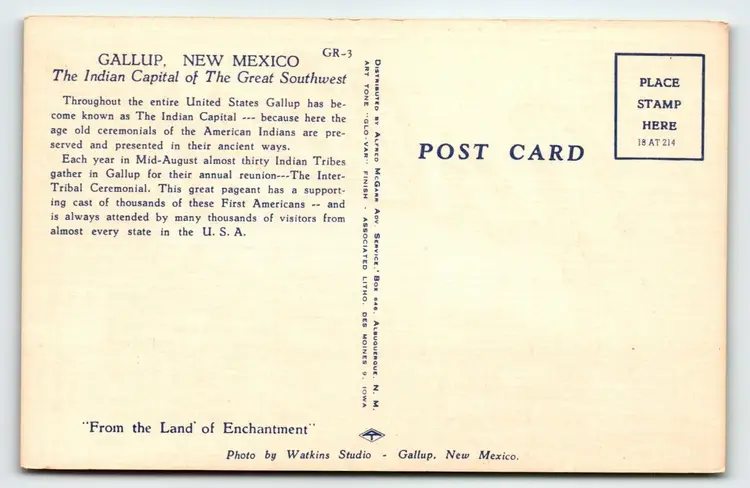 GALLUP, NEW MEXICO
GR-3
The Indian Capital of The Great Southwest
Throughout the entire United States Gallup has be-
come known as The Indian Capital --- because here the
age old ceremonials of the American Indians are pre-
served and presented in their ancient ways.
Each year in Mid-August almost thirty Indian Tribes
gather in Gallup for their annual reunion---The Inter-
Tribal Ceremonial. This great pageant has a support-
ing cast of thousands of these First Americans -- and
is always attended by many thousands of visitors from
almost every state in the U. S. A.
"From the Land of Enchantment"
Distributed by Alfred McGarr Adv. Service, Box 646, Albuquerque, N. M.
ART TONE "GLO-VAR" FINISH - ASSOCIATED LITHO. DES MOINES 9, IOWA
POST CARD
PLACE
STAMP
HERE
18 AT 214
Photo by Watkins Studio - Gallup, New Mexico.